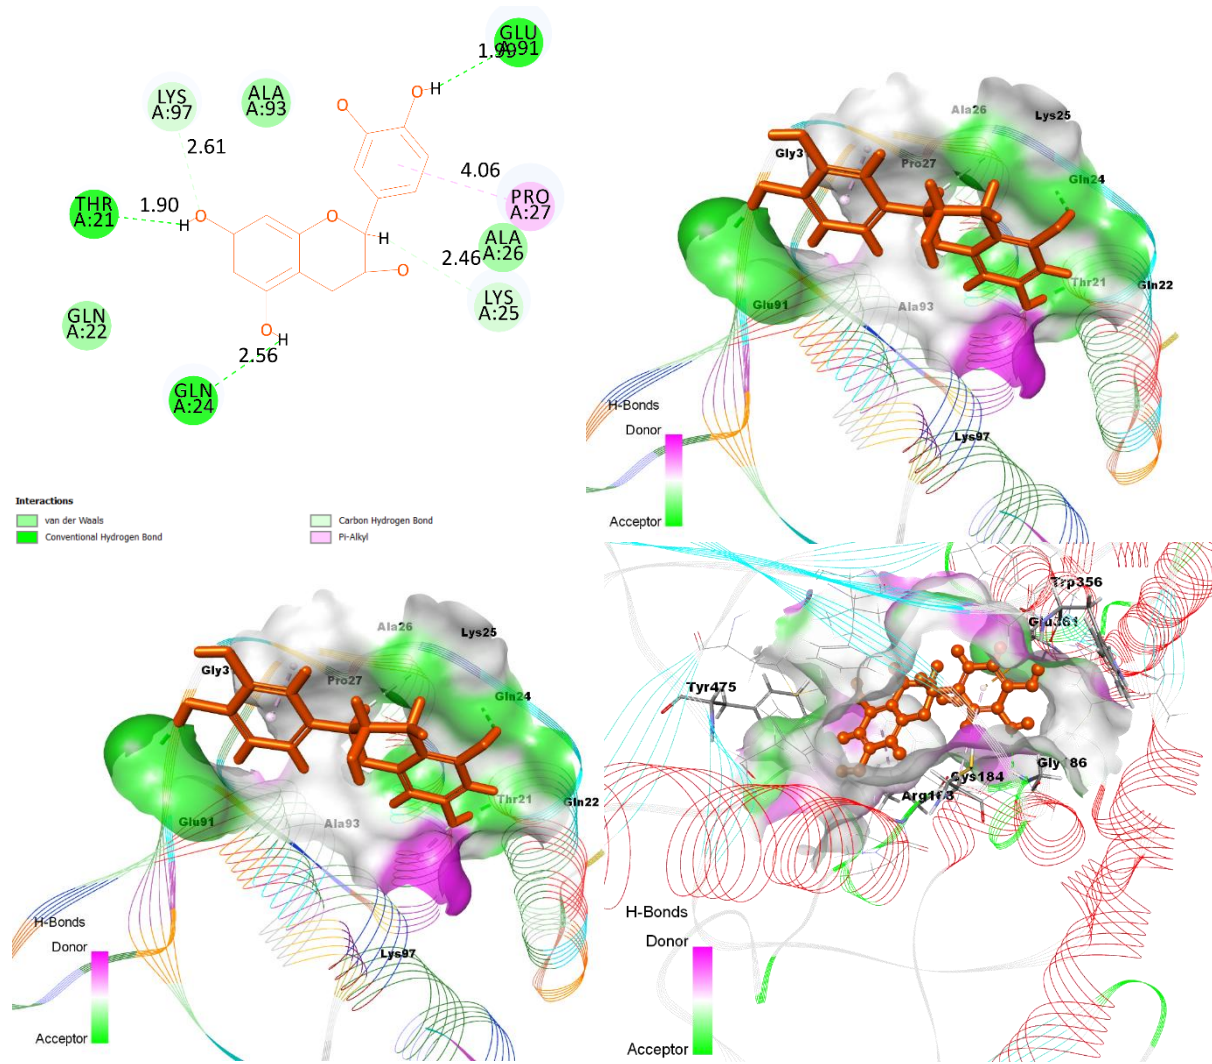 GLU
A:91
1.99
O
H
O
LYS
A:97
ALA
A:93
2.61
4.06
THR
A:21
1.90
H
O
O
H
PRO
A:27
ALA
A:26
2.46
O
LYS
A:25
GLN
A:22
O
H
2.56
GLN
A:24
Interactions
van der Waals
Conventional Hydrogen Bond
Carbon Hydrogen Bond
Pi-Alkyl
Ala26
Lys25
Gly3
Pro27
Gln24
Thr21
Gln22
Glu91
Ala93
H-Bonds
Donor
Lys97
Acceptor
Ala26
Lys25
Gly3
Pro27
Gln24
Thr21
Gln22
Glu91
Ala93
H-Bonds
Donor
Lys97
Acceptor
Trp356
Glu361
Tyr475
Cys184
H-Bonds
Donor
Acceptor